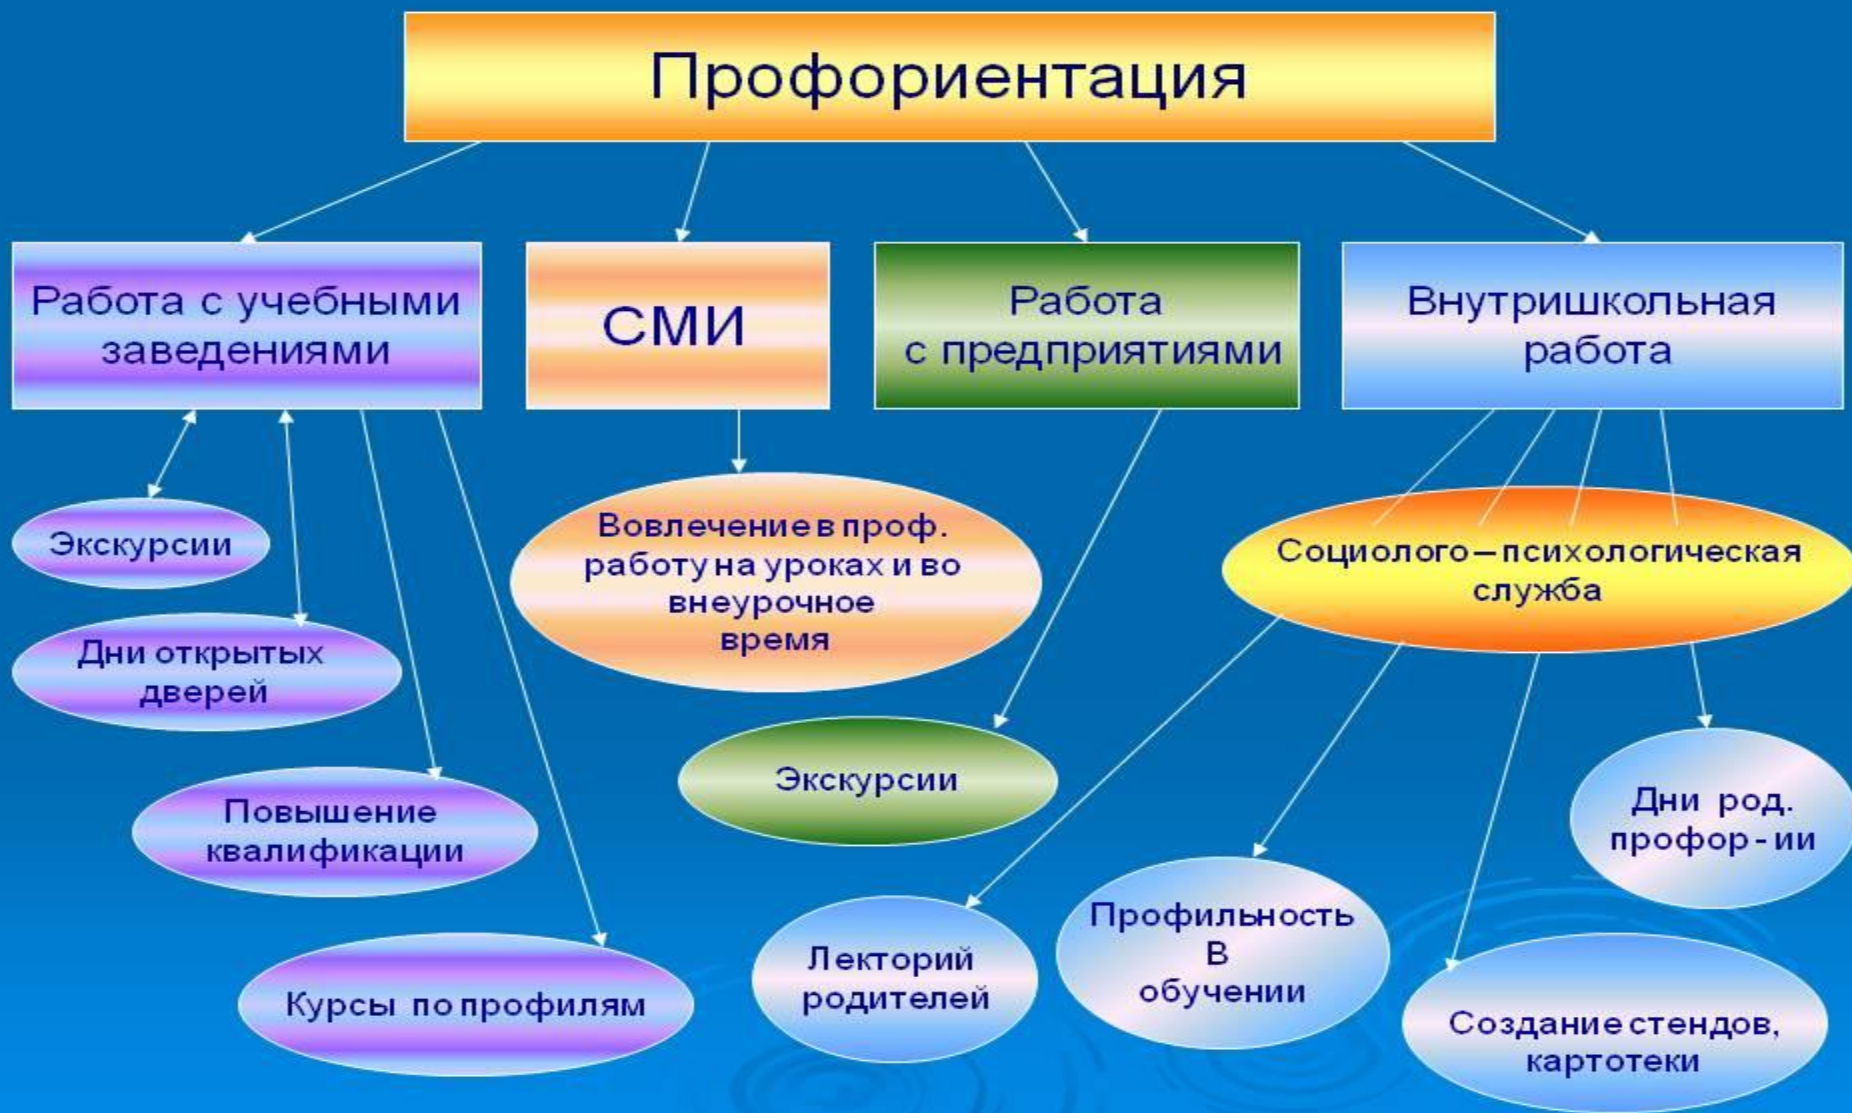 Профориентация
Работа с учебными
заведениями
СМИ
Работа
с предприятиями
Внутришкольная
работа
Экскурсии
Дни открытых
дверей
Повышение
квалификации
Курсы по профилям
Вовлечение в проф.
работу на уроках и во
внеурочное
время
Экскурсии
Социолого–психологическая
служба
Лекторий
родителей
Профильность
В
обучении
Создание стендов,
картотеки
Дни род.
профор-ии